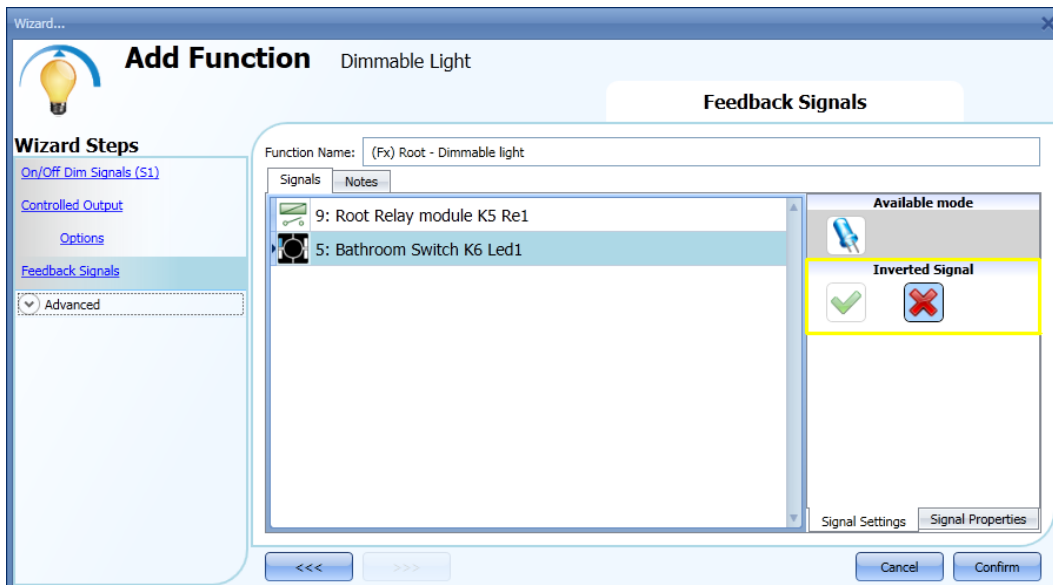 Wizard...
Add Function Dimmable Light
Feedback Signals
Wizard Steps
On/Off Dim Signals (S1)
Controlled Output
Options
Feedback Signals
Advanced
Function Name: (Fx) Root - Dimmable light
Signals Notes
9: Root Relay module K5 Re1
5: Bathroom Switch K6 Led1
Available mode
Inverted Signal
Signal Settings Signal Properties
<<< >>> Cancel Confirm